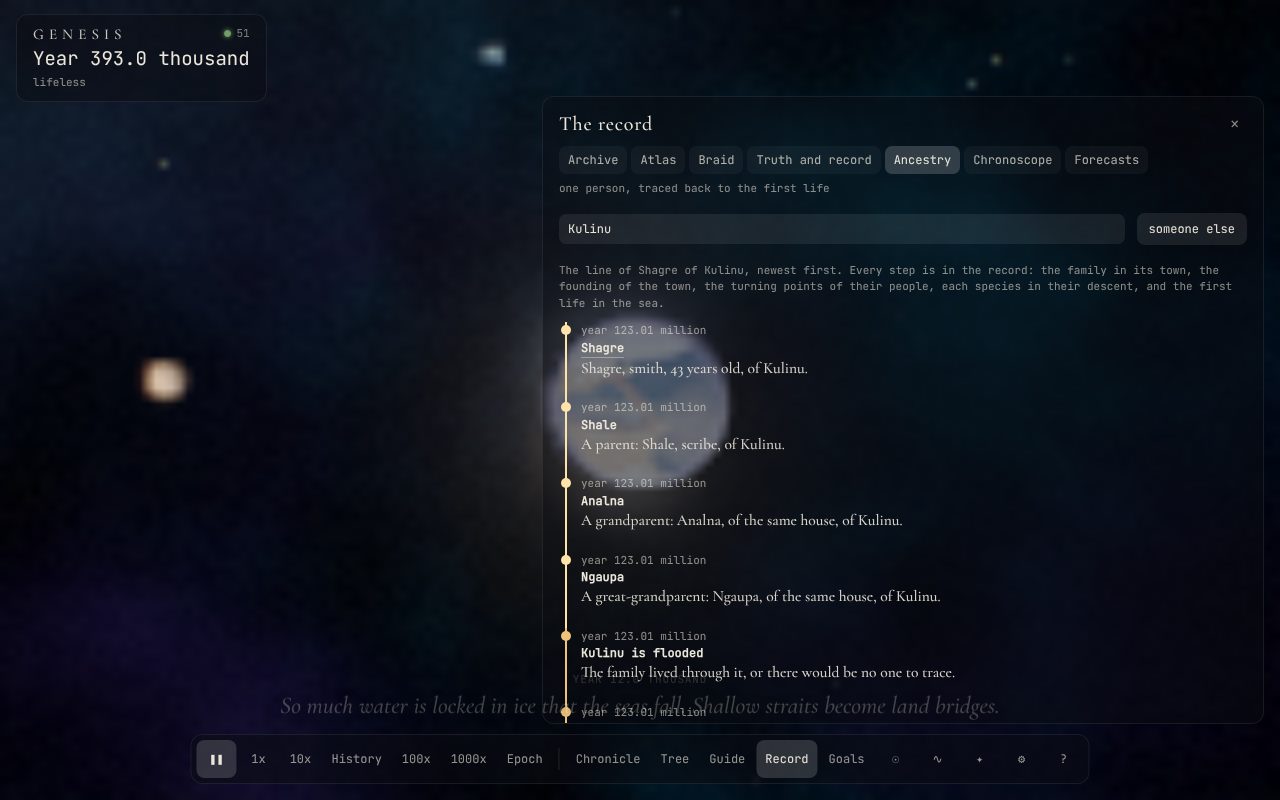 GENESIS
51
Year 393.0 thousand
lifeless
The record
×
Archive Atlas Braid Truth and record Ancestry Chronoscope Forecasts
one person, traced back to the first life
Kulinu
someone else
The line of Shagre of Kulinu, newest first. Every step is in the record: the family in its town, the
founding of the town, the turning points of their people, each species in their descent, and the first
life in the sea.
year 123.01 million
Shagre
Shagre, smith, 43 years old, of Kulinu.
year 123.01 million
Shale
A parent: Shale, scribe, of Kulinu.
year 123.01 million
Analna
A grandparent: Analna, of the same house, of Kulinu.
year 123.01 million
Ngaupa
A great-grandparent: Ngaupa, of the same house, of Kulinu.
year 123.01 million
Kulinu is flooded
The family lived through it, or there would be no one to trace.
So much water is locked in ice that the seas fall. Shallow straits become land bridges.
year 123.01 million
1x 10x History 100x 1000x Epoch Chronicle Tree Guide Record Goals ?